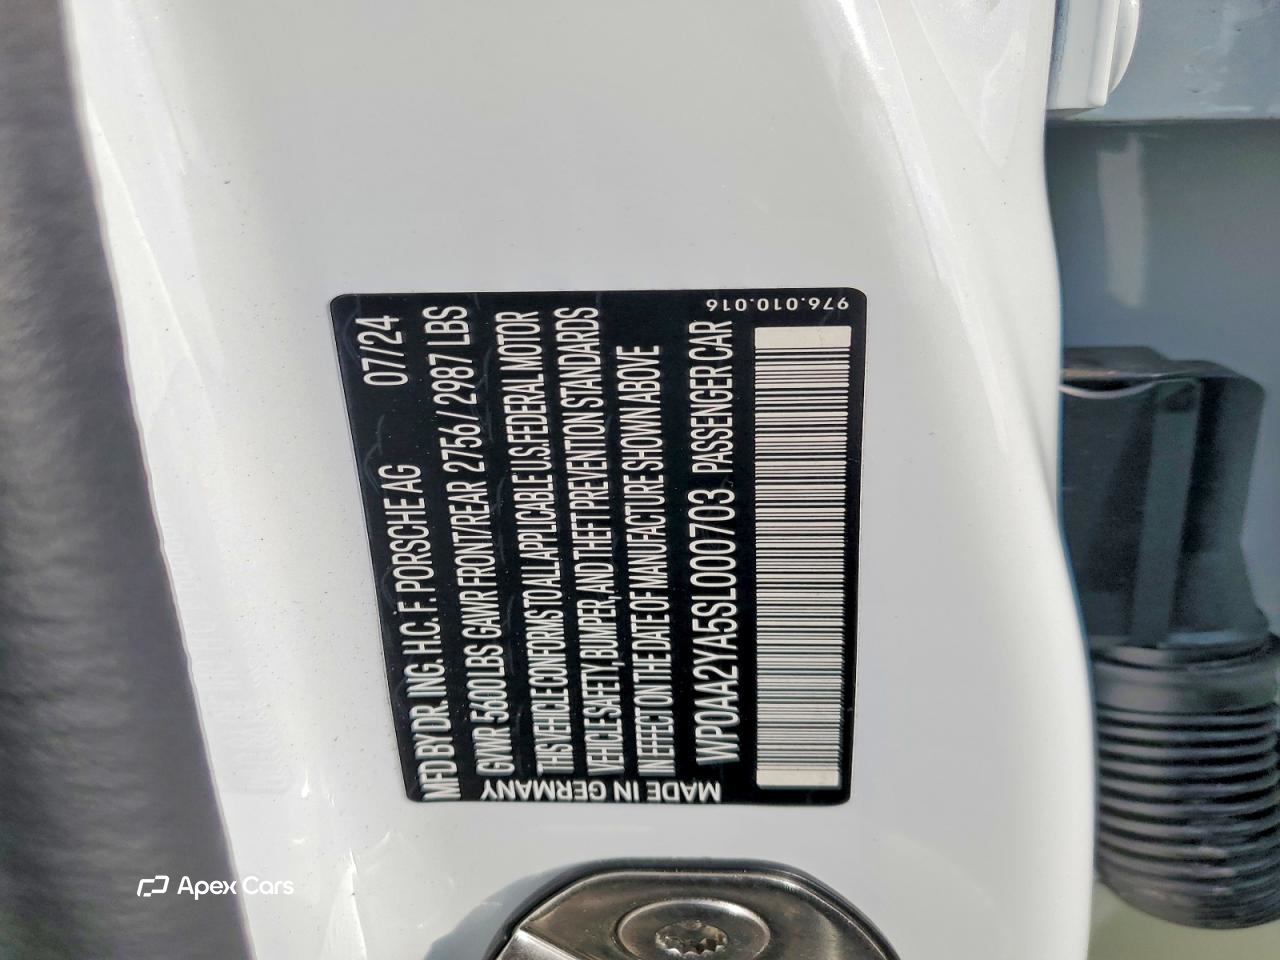 MFD BY DR. ING. H.C. F. PORSCHE AG 07/24
GVWR 5600 LBS GAWR FRONT/REAR 2756 / 2987 LBS
THIS VEHICLE CONFORMS TO ALL APPLICABLE U.S. FEDERAL MOTOR
VEHICLE SAFETY, BUMPER, AND THEFT PREVENTION STANDARDS
IN EFFECT ON THE DATE OF MANUFACTURE SHOWN ABOVE
WP0AA2YA5SL000703 PASSENGER CAR
MADE IN GERMANY
976.010.016
Apex Cars